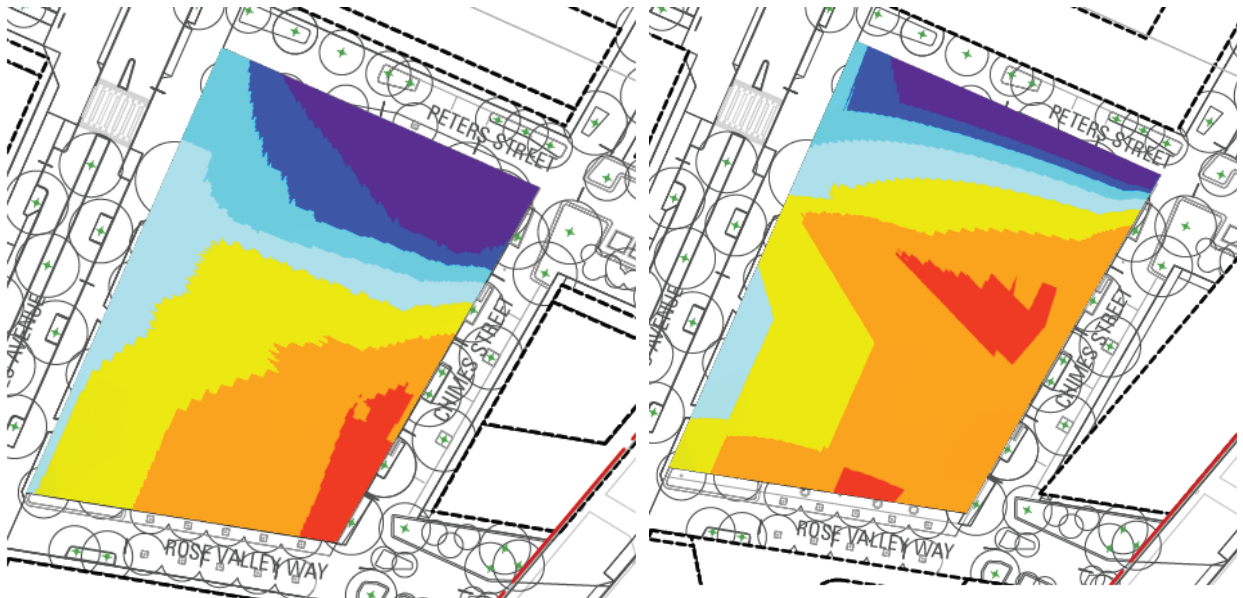 PETERS STREET
CHIMES STREET
AVENUE
ROSE VALLEY WAY
PETERS STREET
CHIMES STREET
AVENUE
ROSE VALLEY WAY